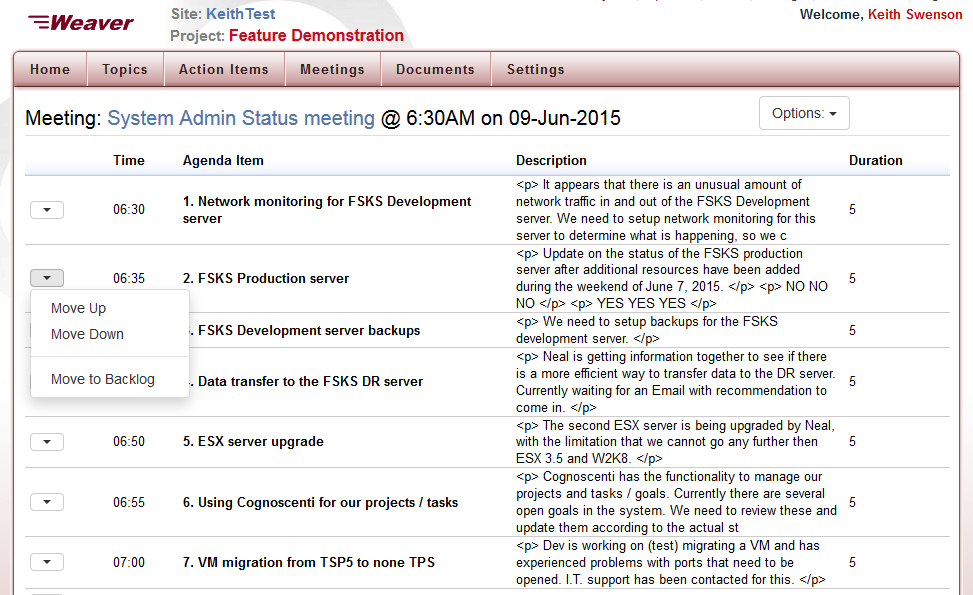 Weaver
Site: KeithTest
Project: Feature Demonstration
Welcome, Keith Swenson
Home Topics Action Items Meetings Documents Settings
Meeting: System Admin Status meeting @ 6:30AM on 09-Jun-2015
Options:
Time Agenda Item Description Duration
06:30
1. Network monitoring for FSKS Development
server
<p> It appears that there is an unusual amount of
network traffic in and out of the FSKS Development
server. We need to setup network monitoring for this
server to determine what is happening, so we c
5
06:35
2. FSKS Production server
<p> Update on the status of the FSKS production
server after additional resources have been added
during the weekend of June 7, 2015. </p> <p> NO NO
NO </p> <p> YES YES YES </p>
5
Move Up
Move Down
Move to Backlog
. FSKS Development server backups
<p> We need to setup backups for the FSKS
development server. </p>
5
. Data transfer to the FSKS DR server
<p> Neal is getting information together to see if there
is a more efficient way to transfer data to the DR server.
Currently waiting for an Email with recommendation to
come in. </p>
5
06:50
5. ESX server upgrade
<p> The second ESX server is being upgraded by Neal,
with the limitation that we cannot go any further then
ESX 3.5 and W2K8. </p>
5
06:55
6. Using Cognoscenti for our projects / tasks
<p> Cognoscenti has the functionality to manage our
projects and tasks / goals. Currently there are several
open goals in the system. We need to review these and
update them according to the actual st
5
07:00
7. VM migration from TSP5 to none TPS
<p> Dev is working on (test) migrating a VM and has
experienced problems with ports that need to be
opened. I.T. support has been contacted for this. </p>
5